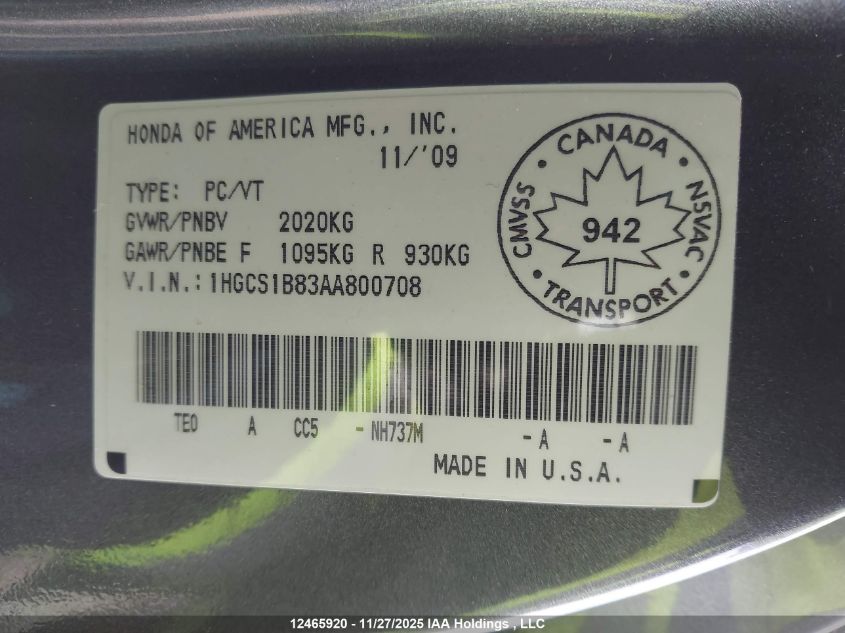 HONDA OF AMERICA MFG., INC.
11/'09
TYPE: PC/VT
GVWR/PNBV 2020KG
GAWR/PNBE F 1095KG R 930KG
V.I.N.: 1HGCS1B83AA800708
CANADA
CMVSS 942 NSVAC
TRANSPORT
TE0 A CC5 - NH737M - A - A
MADE IN U.S.A.
12465920 - 11/27/2025 IAA Holdings , LLC